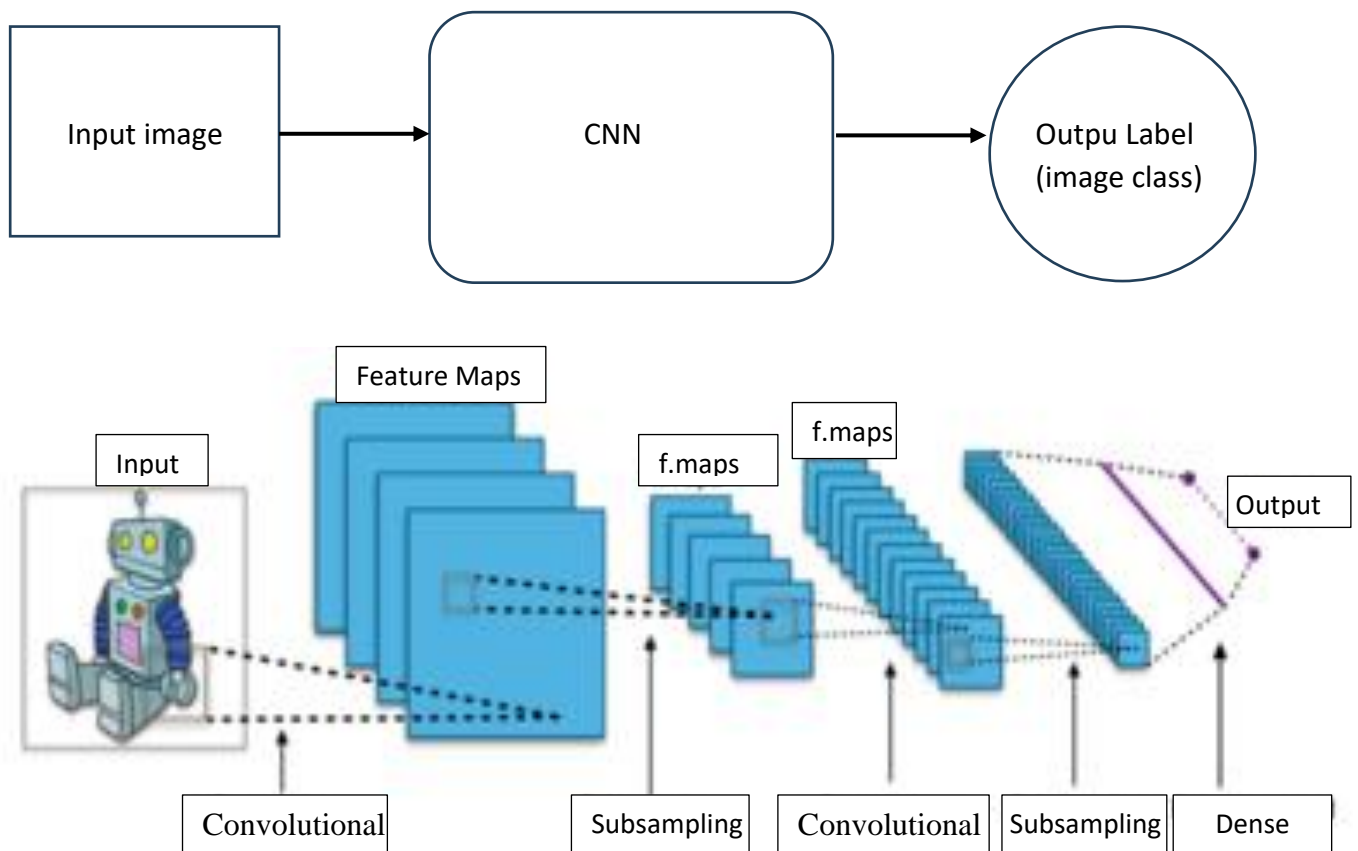 Input image
CNN
Outpu Label
(image class)
Feature Maps
f.maps
f.maps
Input
Output
Convolutional
Subsampling
Convolutional
Subsampling
Dense